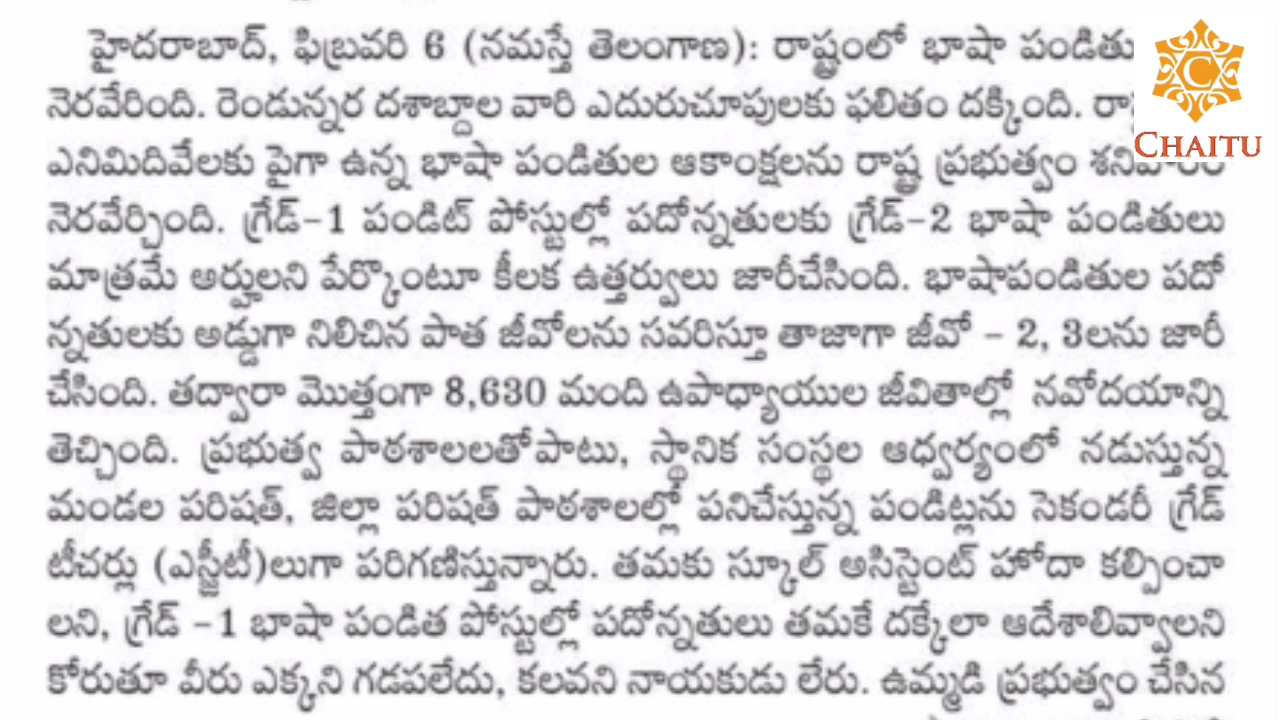 హైదరాబాద్, ఫిబ్రవరి 6 (నమస్తే తెలంగాణ): రాష్ట్రంలో భాషా పండితు
నెరవేరింది. రెండున్నర దశాబ్దాల వారి ఎదురుచూపులకు ఫలితం దక్కింది.
ఎనిమిదివేలకు పైగా ఉన్న భాషా పండితుల ఆకాంక్షలను రాష్ట్ర ప్రభుత్వం శనివారం
నెరవేర్చింది. గ్రేడ్-1 పండిట్ పోస్టుల్లో పదోన్నతులకు గ్రేడ్-2 భాషా పండితులు
మాత్రమే అర్హులని పేర్కొంటూ కీలక ఉత్తర్వులు జారీచేసింది. భాషాపండితుల పదో
న్నతులకు అడ్డుగా నిలిచిన పాత జీవోలను సవరిస్తూ తాజాగా జీవో - 2, 3లను జారీ
చేసింది. తద్వారా మొత్తంగా 8,630 మంది ఉపాధ్యాయుల జీవితాల్లో నవోదయాన్ని
తెచ్చింది. ప్రభుత్వ పాఠశాలలతోపాటు, స్థానిక సంస్థల ఆధ్వర్యంలో నడుస్తున్న
మండల పరిషత్, జిల్లా పరిషత్ పాఠశాలల్లో పనిచేస్తున్న పండిట్లను సెకండరీ గ్రేడ్
టీచర్లు (ఎస్జీటీ)లుగా పరిగణిస్తున్నారు. తమకు స్కూల్ అసిస్టెంట్ హోదా కల్పించా
లని, గ్రేడ్ -1 భాషా పండిత పోస్టుల్లో పదోన్నతులు తమకే దక్కేలా ఆదేశాలివ్వాలని
కోరుతూ వీరు ఎక్కని గడపలేదు, కలవని నాయకుడు లేరు. ఉమ్మడి ప్రభుత్వం చేసిన
C
CHAITU